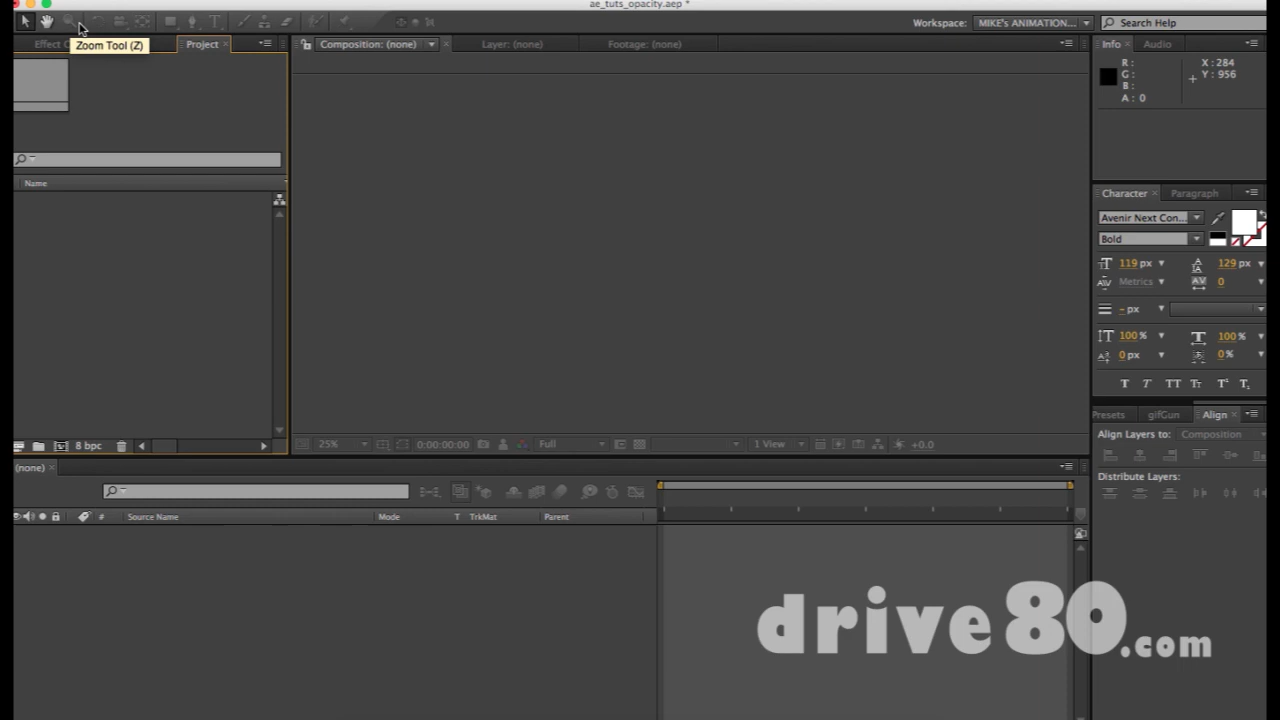 ae_tuts_opacity.aep *
Workspace: MIKE's ANIMATION... Search Help
Zoom Tool (Z)
Effect C Project × Composition: (none) × Layer: (none) Footage: (none) Info × Audio
R: X : 284
G: Y : 956
B:
A : 0
Name
Character × Paragraph
Avenir Next Con...
Bold
119 px 129 px
Metrics 0
- px
100 % 100 %
0 px 0 %
T T TT Tt T
Presets gifGun Align ×
Align Layers to: Composition
Distribute Layers:
8 bpc 25% 0:00:00:00 Full 1 View +0.0
(none) ×
# Source Name Mode T TrkMat Parent
drive80.com